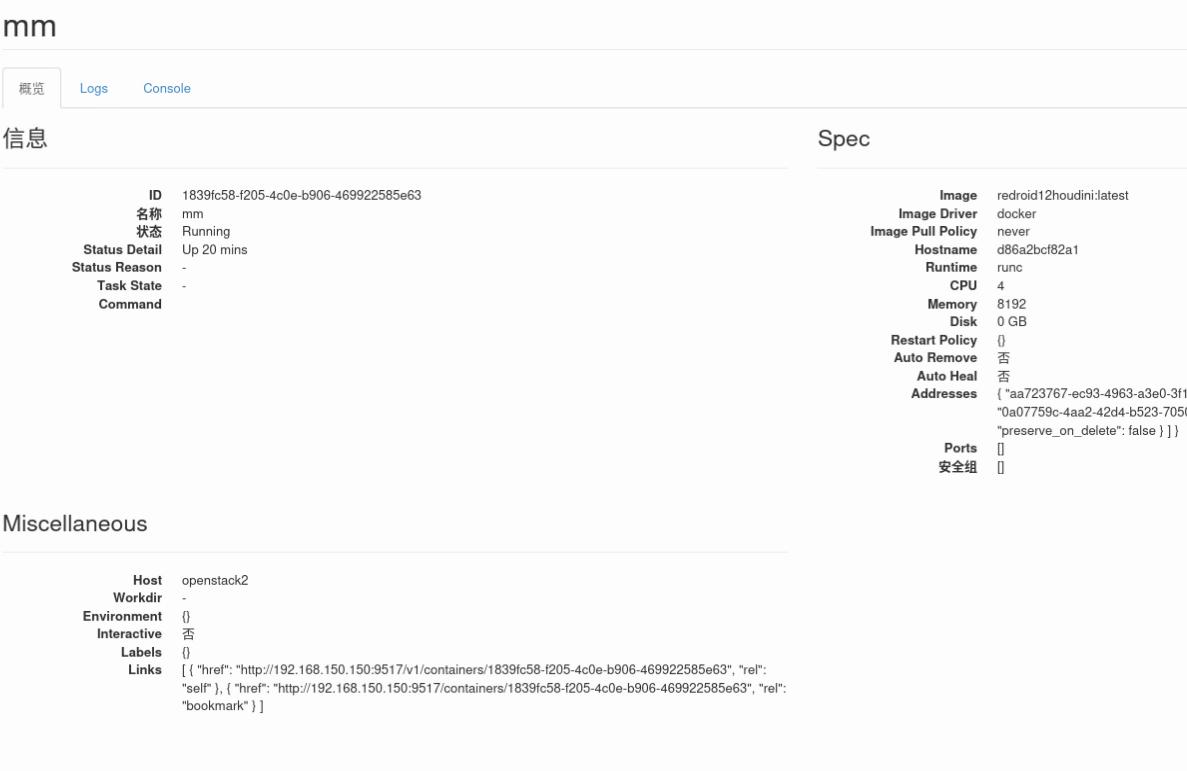 mm
概览 Logs Console
信息
ID 1839fc58-f205-4c0e-b906-469922585e63
名称 mm
状态 Running
Status Detail Up 20 mins
Status Reason -
Task State -
Command
Spec
Image redroid12houdini:latest
Image Driver docker
Image Pull Policy never
Hostname d86a2bcf82a1
Runtime runc
CPU 4
Memory 8192
Disk 0 GB
Restart Policy {}
Auto Remove 否
Auto Heal 否
Addresses { "aa723767-ec93-4963-a3e0-3f1
"0a07759c-4aa2-42d4-b523-705
"preserve_on_delete": false } ] }
Ports []
安全组 []
Miscellaneous
Host openstack2
Workdir -
Environment {}
Interactive 否
Labels {}
Links [ { "href": "http://192.168.150.150:9517/v1/containers/1839fc58-f205-4c0e-b906-469922585e63", "rel":
"self" }, { "href": "http://192.168.150.150:9517/containers/1839fc58-f205-4c0e-b906-469922585e63", "rel":
"bookmark" } ]